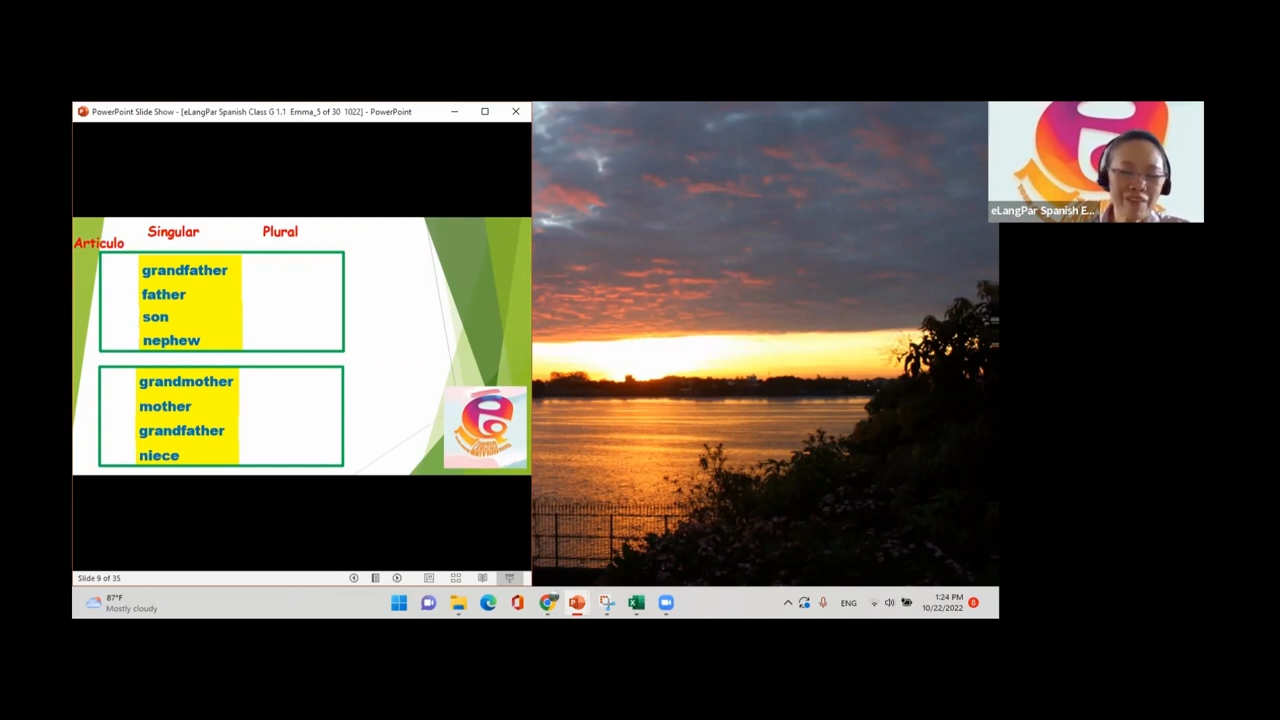 PowerPoint Slide Show - [eLangPar Spanish Class G 1.1 Emma_5 of 30 1022] - PowerPoint
eLangPar Spanish E...
Singular Plural
Articulo
grandfather
father
son
nephew
grandmother
mother
grandfather
niece
Slide 9 of 35
87°F
Mostly cloudy
ENG
1:24 PM
10/22/2022